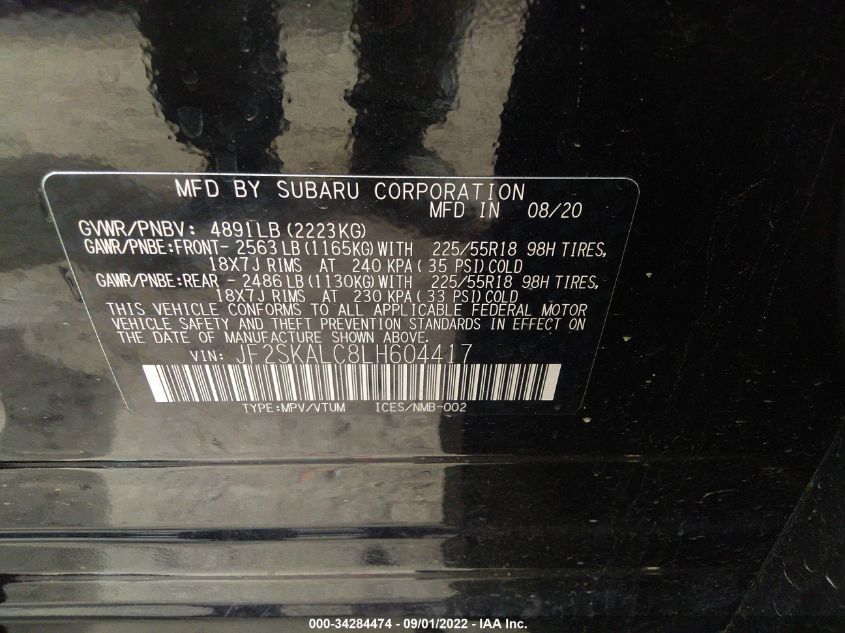 MFD BY SUBARU CORPORATION
MFD IN 08/20
GVWR/PNBV: 4891LB (2223KG)
GAWR/PNBE:FRONT- 2563LB (1165KG) WITH 225/55R18 98H TIRES,
18X7J RIMS AT 240 KPA (35 PSI) COLD
GAWR/PNBE:REAR - 2486LB (1130KG) WITH 225/55R18 98H TIRES,
18X7J RIMS AT 230 KPA (33 PSI) COLD
THIS VEHICLE CONFORMS TO ALL APPLICABLE FEDERAL MOTOR
VEHICLE SAFETY AND THEFT PREVENTION STANDARDS IN EFFECT ON
THE DATE OF MANUFACTURE SHOWN ABOVE.
VIN: JF2SKALC8LH604417
TYPE:MPV/VTUM ICES/NMB-002
000-34284474 - 09/01/2022 - IAA Inc.